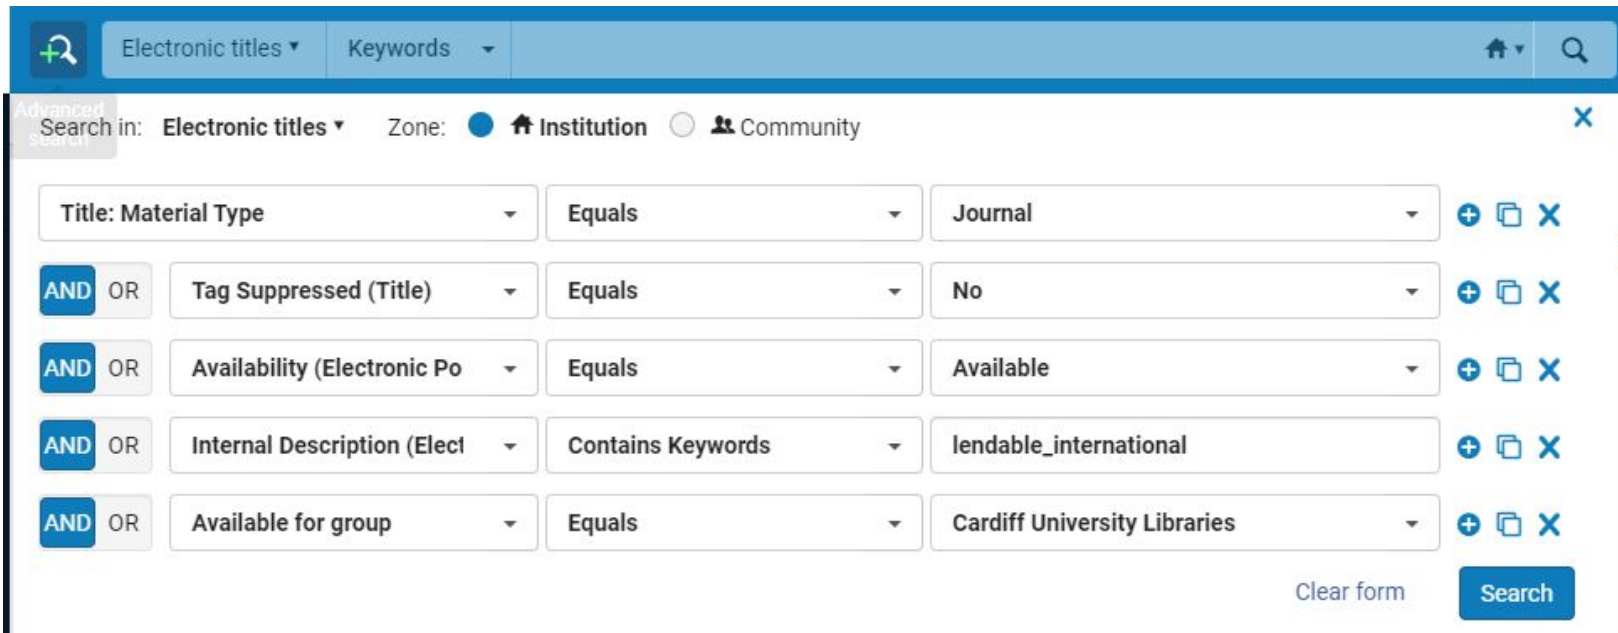 Electronic titles Keywords
Advanced search
Search in: Electronic titles Zone: Institution Community
Title: Material Type Equals Journal
AND OR Tag Suppressed (Title) Equals No
AND OR Availability (Electronic Po Equals Available
AND OR Internal Description (Elect Contains Keywords lendable_international
AND OR Available for group Equals Cardiff University Libraries
Clear form Search